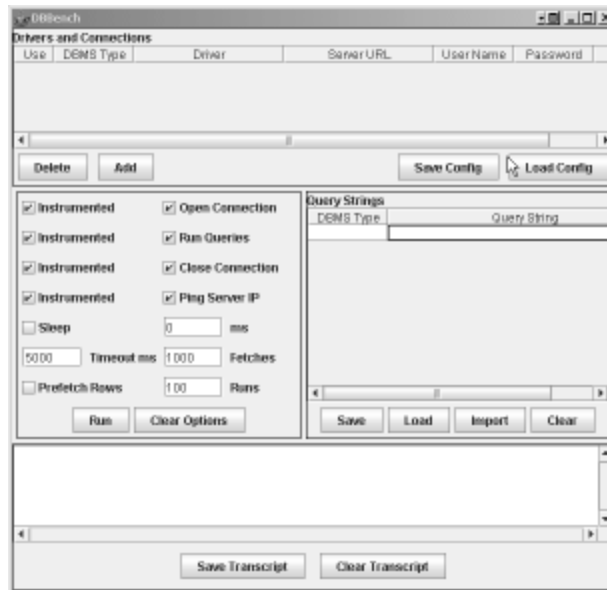 DBBench
Drivers and Connections
Use DBMS Type Driver Server URL User Name Password
Delete Add Save Config Load Config
Instrumented Open Connection
Instrumented Run Queries
Instrumented Close Connection
Instrumented Ping Server IP
Sleep 0 ms
5000 Timeout ms 1000 Fetches
Prefetch Rows 100 Runs
Run Clear Options
Query Strings
DBMS Type Query String
Save Load Import Clear
Save Transcript Clear Transcript